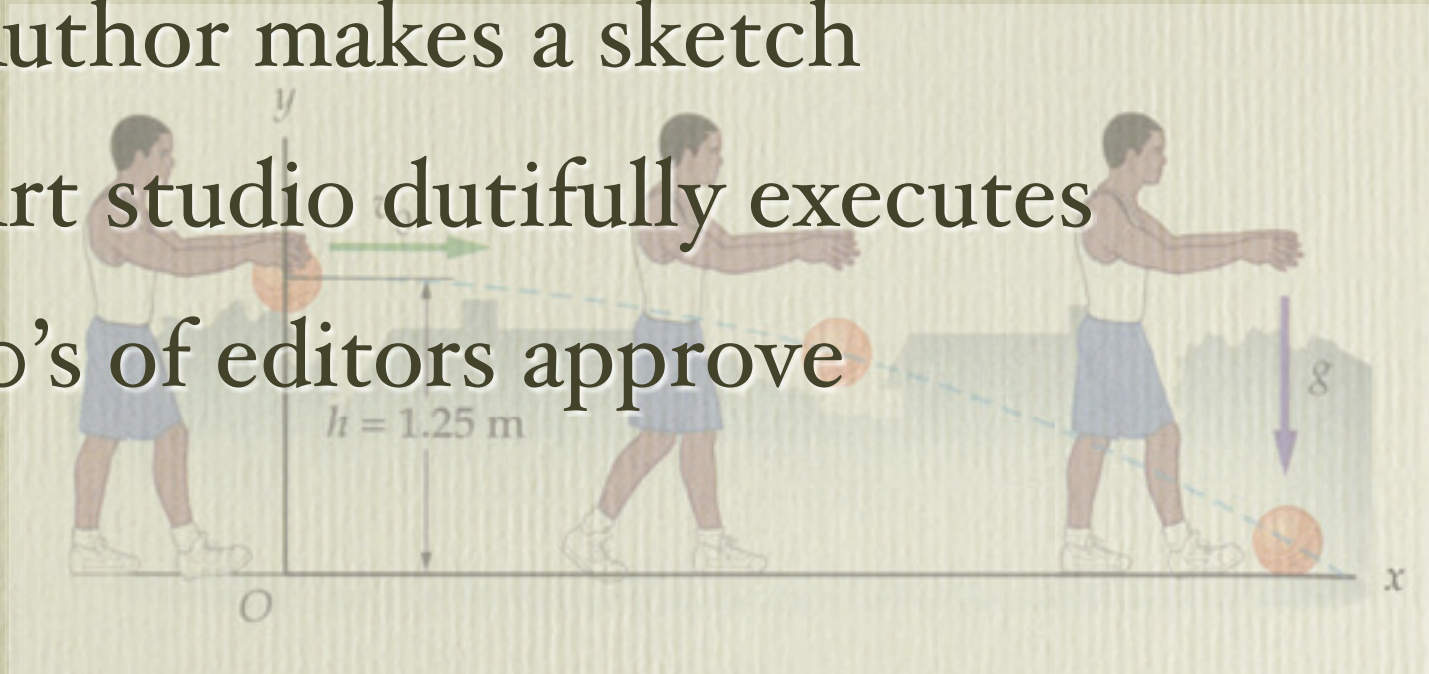 uthor makes a sketch
y
rt studio dutifully executes
o's of editors approve
g
h = 1.25 m
x
O